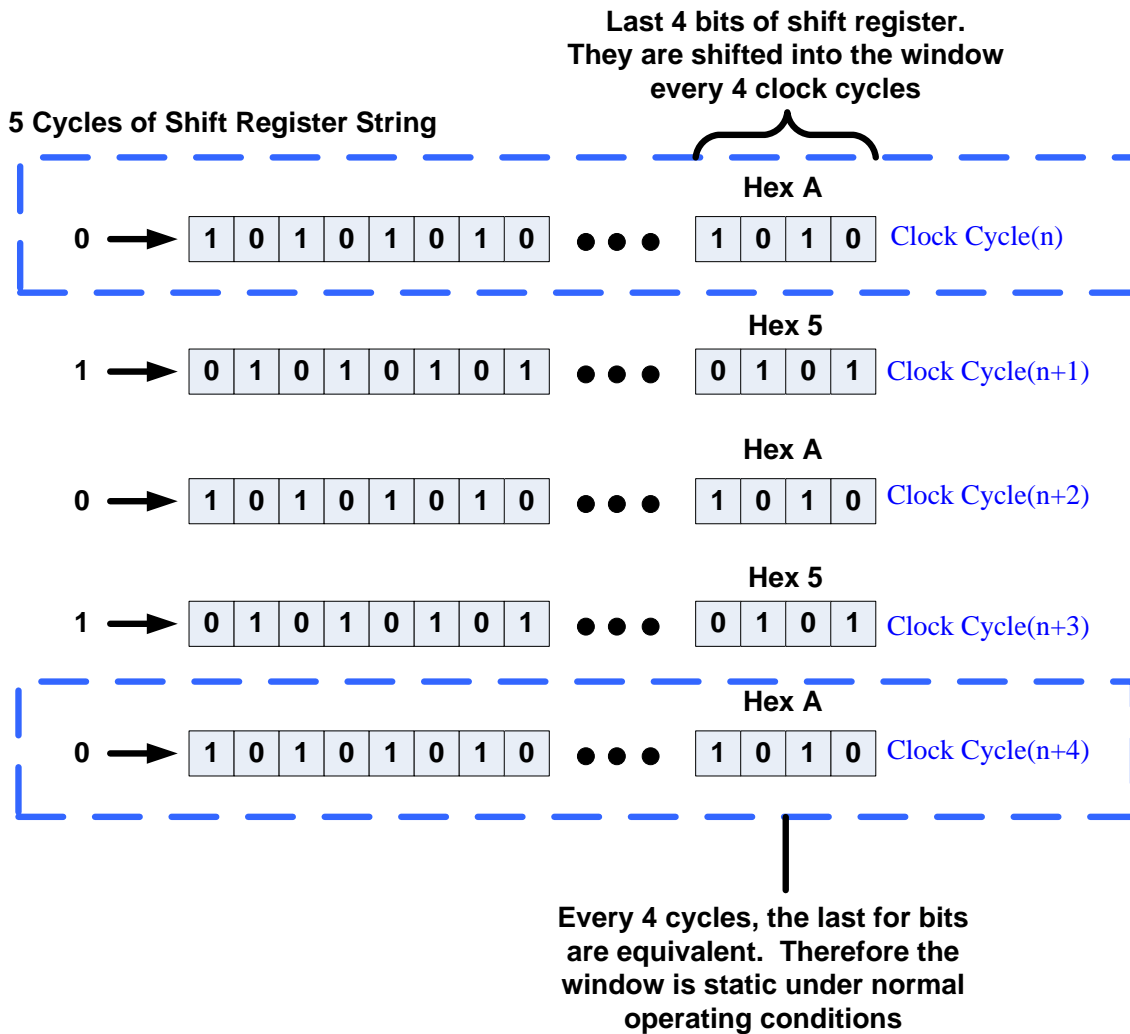 Last 4 bits of shift register.
They are shifted into the window
every 4 clock cycles
5 Cycles of Shift Register String
Hex A
0 1 0 1 0 1 0 1 0 1 0 1 0 Clock Cycle(n)
Hex 5
1 0 1 0 1 0 1 0 1 0 1 0 1 Clock Cycle(n+1)
Hex A
0 1 0 1 0 1 0 1 0 1 0 1 0 Clock Cycle(n+2)
Hex 5
1 0 1 0 1 0 1 0 1 0 1 0 1 Clock Cycle(n+3)
Hex A
0 1 0 1 0 1 0 1 0 1 0 1 0 Clock Cycle(n+4)
Every 4 cycles, the last for bits
are equivalent. Therefore the
window is static under normal
operating conditions